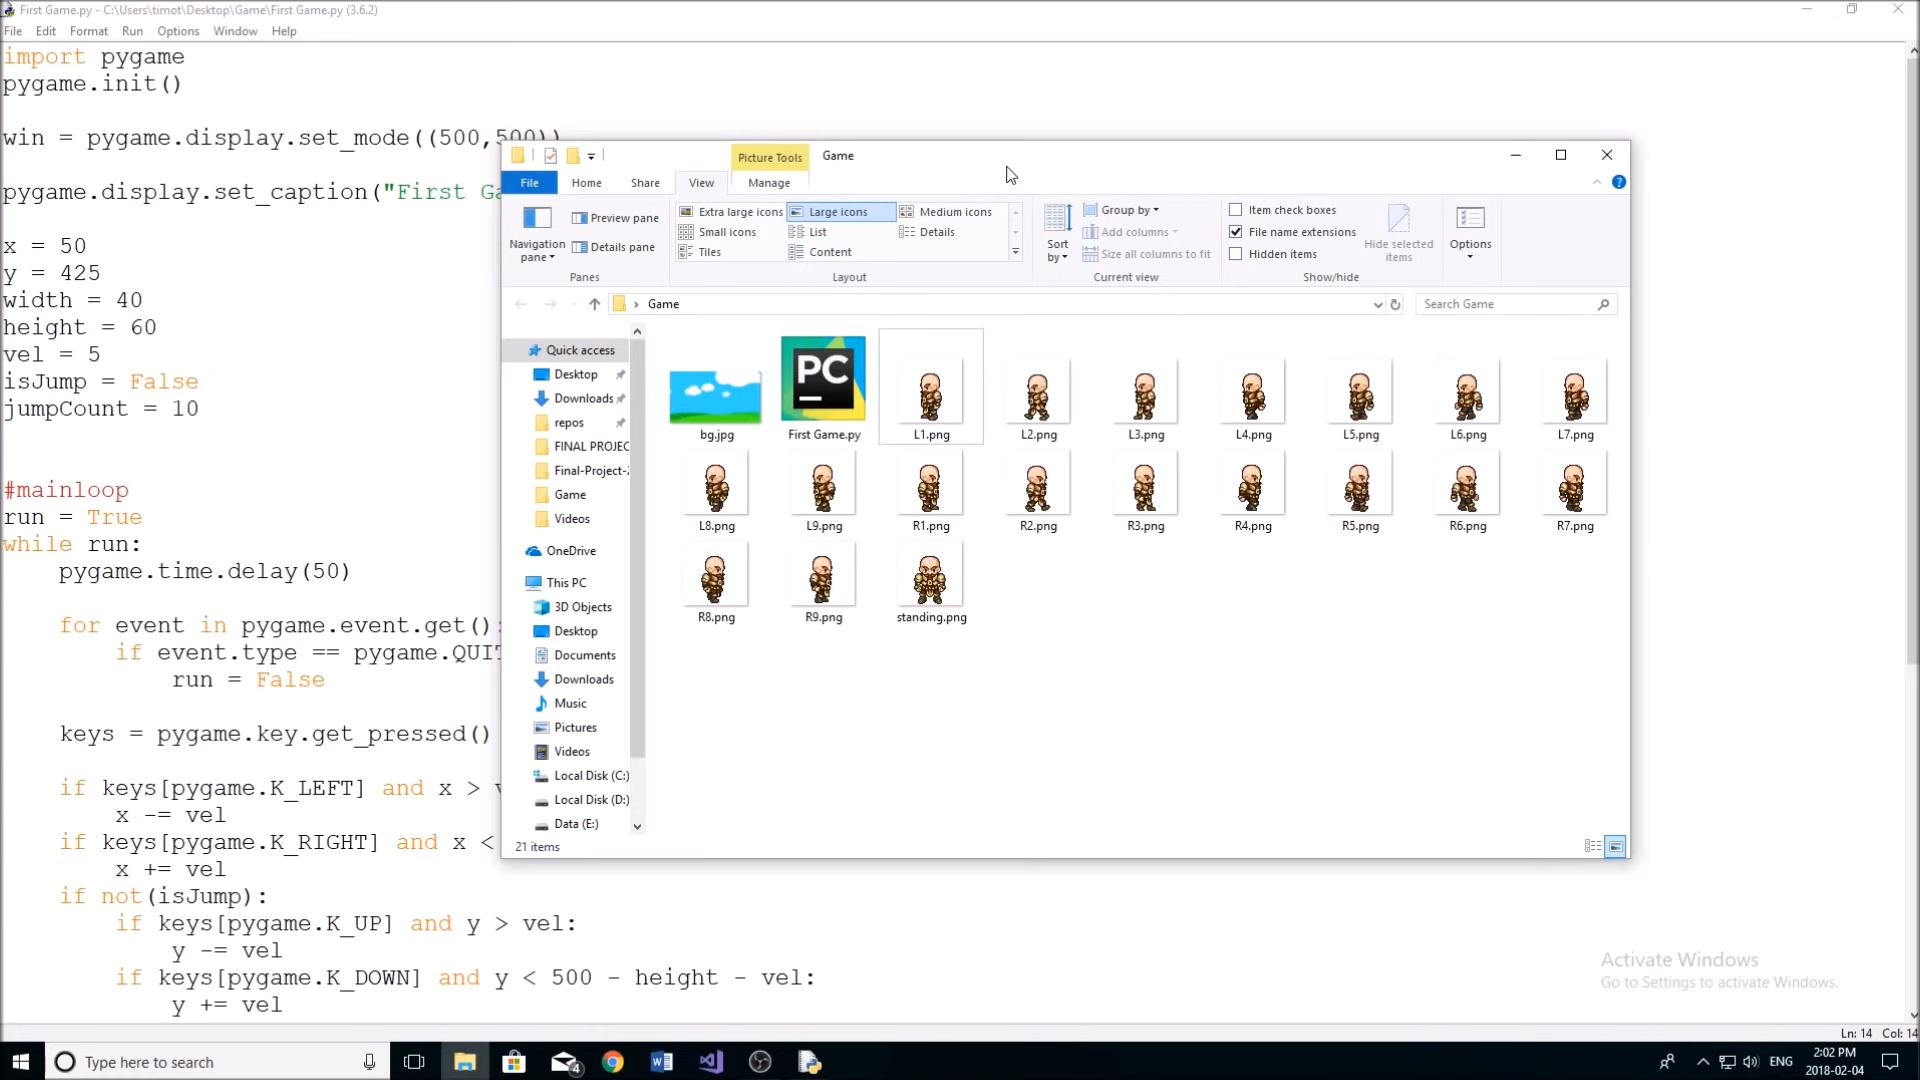 First Game.py - C:\Users\timot\Desktop\Game\First Game.py (3.6.2)
File Edit Format Run Options Window Help
import pygame
pygame.init()
win = pygame.display.set_mode((500,500))
pygame.display.set_caption("First Ga
x = 50
y = 425
width = 40
height = 60
vel = 5
isJump = False
jumpCount = 10
#mainloop
run = True
while run:
pygame.time.delay(50)
for event in pygame.event.get():
if event.type == pygame.QUIT
run = False
keys = pygame.key.get_pressed()
if keys[pygame.K_LEFT] and x > v
x -= vel
if keys[pygame.K_RIGHT] and x <
x += vel
if not(isJump):
if keys[pygame.K_UP] and y > vel:
y -= vel
if keys[pygame.K_DOWN] and y < 500 - height - vel:
y += vel
Picture Tools Game
File Home Share View Manage
Navigation pane
Preview pane
Details pane
Panes
Extra large icons Large icons Medium icons
Small icons List Details
Tiles Content
Layout
Sort by
Group by
Add columns
Size all columns to fit
Current view
Item check boxes
File name extensions
Hidden items
Hide selected items
Show/hide
Options
Game
Search Game
Quick access
Desktop
Downloads
repos
FINAL PROJEC
Final-Project-
Game
Videos
OneDrive
This PC
3D Objects
Desktop
Documents
Downloads
Music
Pictures
Videos
Local Disk (C:)
Local Disk (D:)
Data (E:)
PC
bg.jpg First Game.py L1.png L2.png L3.png L4.png L5.png L6.png L7.png
L8.png L9.png R1.png R2.png R3.png R4.png R5.png R6.png R7.png
R8.png R9.png standing.png
21 items
Activate Windows
Go to Settings to activate Windows.
Ln: 14 Col: 14
Type here to search
4
ENG
2:02 PM
2018-02-04